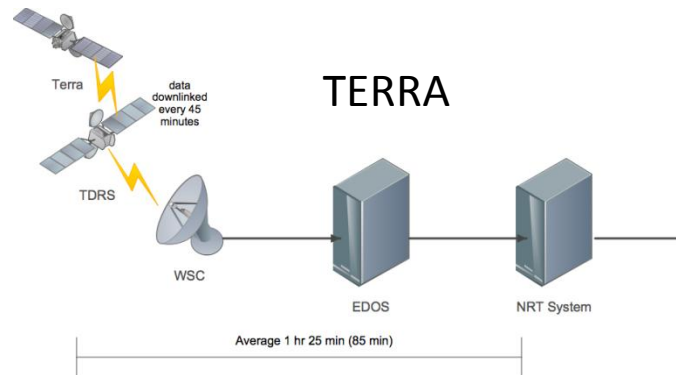 TERRA
Terra
data
downlinked
every 45
minutes
TDRS
WSC
EDOS
NRT System
Average 1 hr 25 min (85 min)